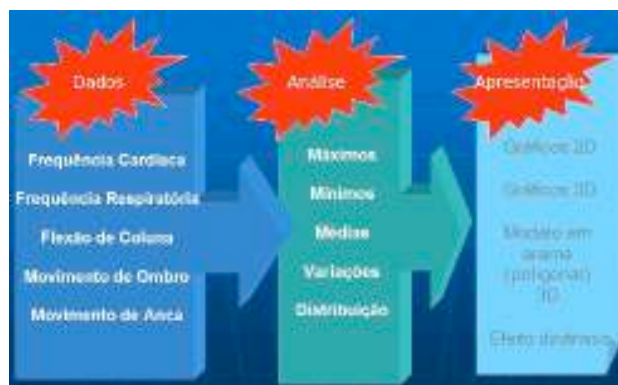 Dados
Frequência Cardíaca
Frequência Respiratória
Flexão de Coluna
Movimento de Ombro
Movimento de Anca
Análise
Máximos
Mínimos
Médias
Variações
Distribuição
Apresentação
Gráficos 2D
Gráficos 3D
Modelo em
arame
(poligonal)
3D
Efeito dinâmico